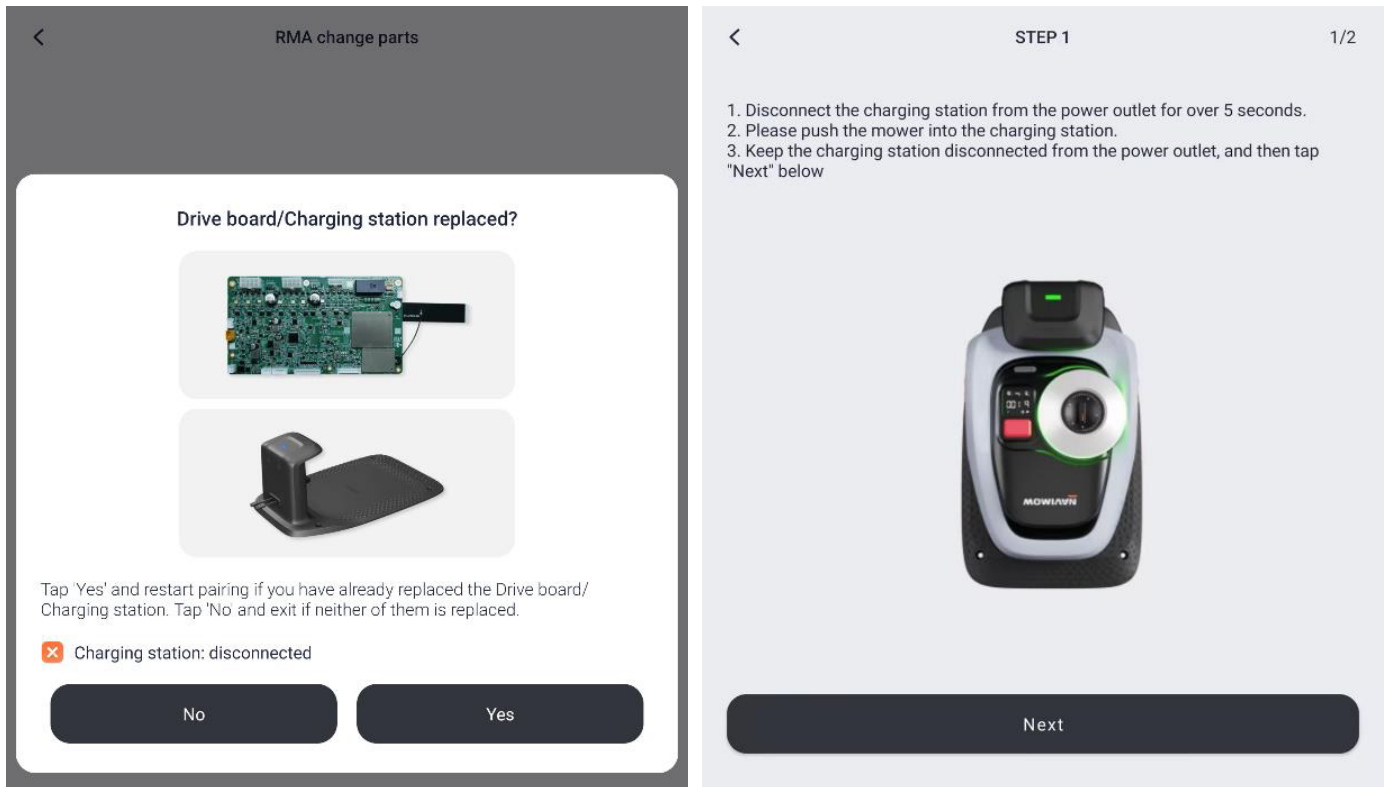 RMA change parts
Drive board/Charging station replaced?
Tap 'Yes' and restart pairing if you have already replaced the Drive board/
Charging station. Tap 'No' and exit if neither of them is replaced.
Charging station: disconnected
No
Yes
STEP 1
1/2
1. Disconnect the charging station from the power outlet for over 5 seconds.
2. Please push the mower into the charging station.
3. Keep the charging station disconnected from the power outlet, and then tap
"Next" below
NAVIMOW
Next